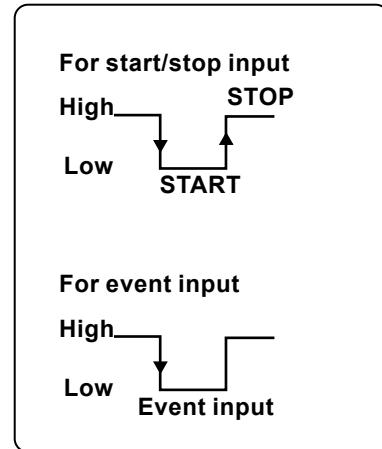 For start/stop input
STOP
High
Low
START
For event input
High
Low
Event input